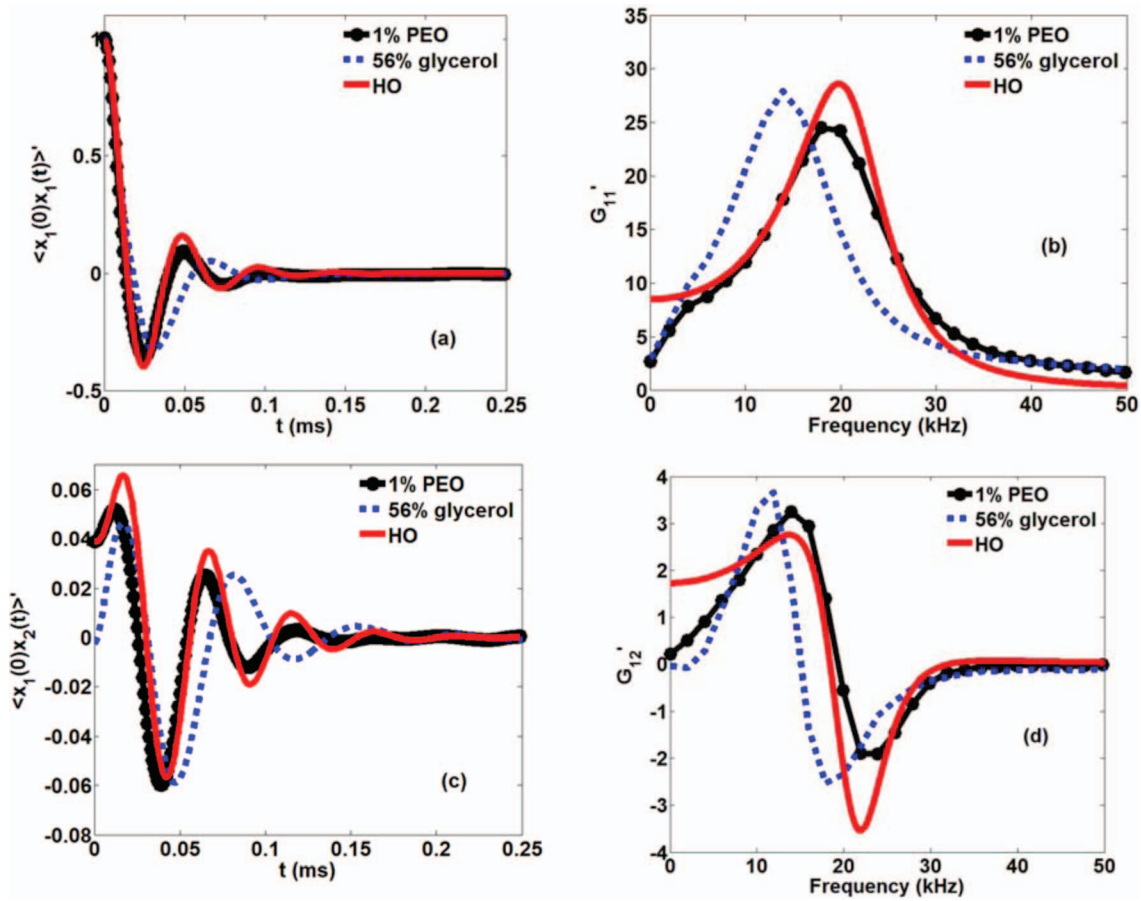 1% PEO
56% glycerol
HO
1
0.5
0
-0.5
0
0.05
0.1
0.15
0.2
0.25
t (ms)
<x1(0)x1(t)>'
(a)
1% PEO
56% glycerol
HO
35
30
25
20
15
10
5
0
0
10
20
30
40
50
Frequency (kHz)
G11'
(b)
1% PEO
56% glycerol
HO
0.06
0.04
0.02
0
-0.02
-0.04
-0.06
-0.08
0
0.05
0.1
0.15
0.2
0.25
t (ms)
<x1(0)x2(t)>'
(c)
1% PEO
56% glycerol
HO
4
3
2
1
0
-1
-2
-3
-4
0
10
20
30
40
50
Frequency (kHz)
G12'
(d)